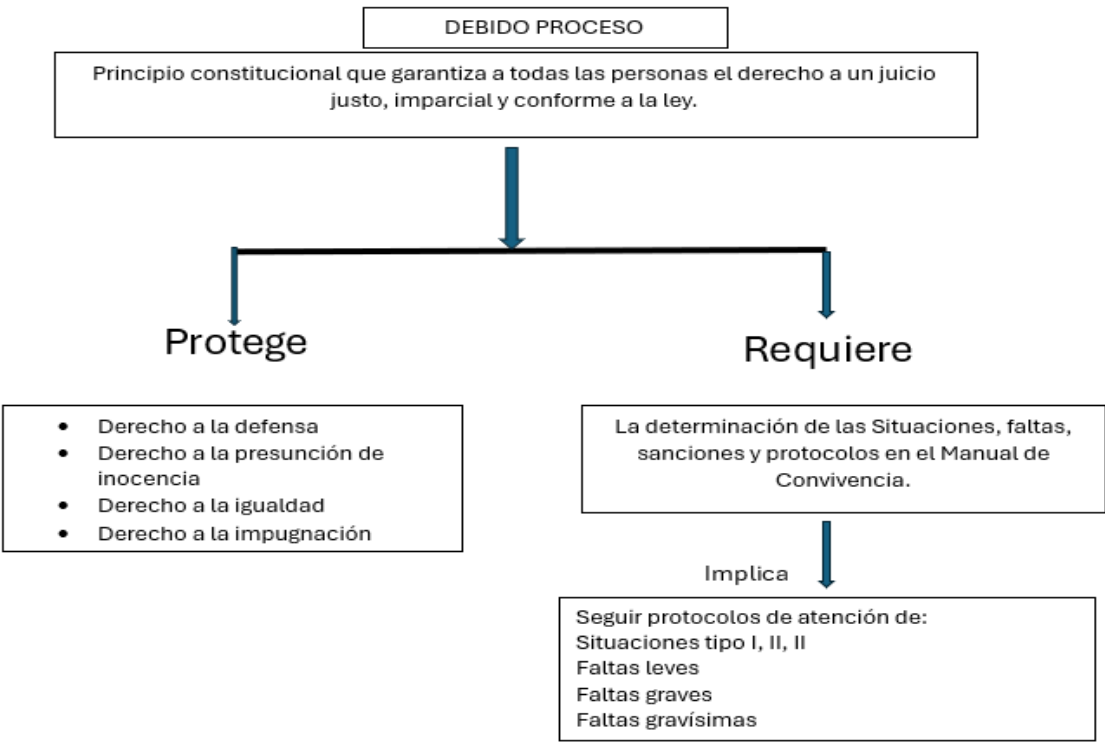 DEBIDO PROCESO
Principio constitucional que garantiza a todas las personas el derecho a un juicio
justo, imparcial y conforme a la ley.
Protege
Requiere
• Derecho a la defensa
• Derecho a la presunción de
inocencia
• Derecho a la igualdad
• Derecho a la impugnación
La determinación de las Situaciones, faltas,
sanciones y protocolos en el Manual de
Convivencia.
Implica
Seguir protocolos de atención de:
Situaciones tipo I, II, II
Faltas leves
Faltas graves
Faltas gravísimas